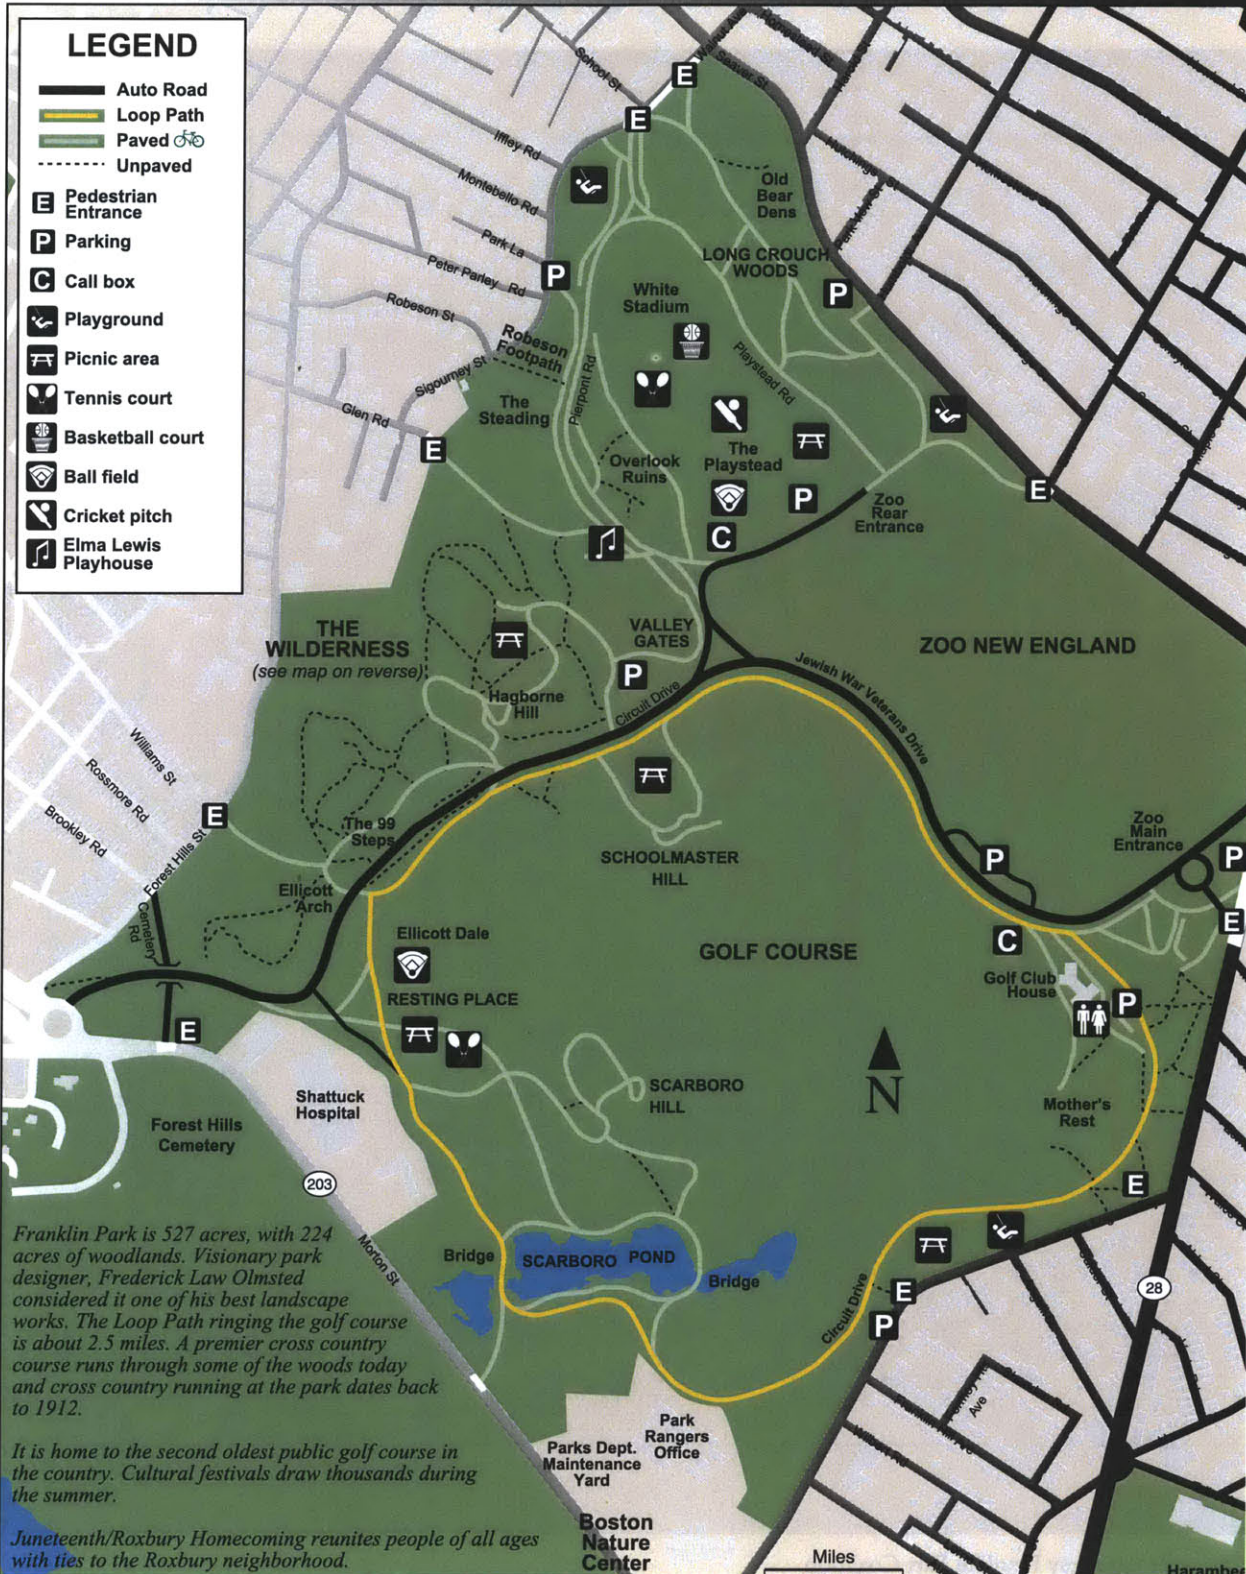 LEGEND
Auto Road
Loop Path
Paved
Unpaved
E
Pedestrian
Entrance
P
Parking
C
Call box
Playground
Picnic area
Tennis court
Basketball court
Ball field
Cricket pitch
Elma Lewis
Playhouse
School St
Walnut Ave
Seaver St
E
E
Iffley Rd
Montebello Rd
Park La
Peter Parley Rd
Robeson St
Sigourney St
Glen Rd
Hutchings St
Park View St
Old
Bear
Dens
LONG CROUCH
WOODS
P
P
White
Stadium
Robeson
Footpath
Pierpont Rd
Playstead Rd
The
Steading
E
Overlook
Ruins
The
Playstead
P
C
E
Zoo
Rear
Entrance
THE
WILDERNESS
(see map on reverse)
VALLEY
GATES
P
Hagborne
Hill
Circuit Drive
Jewish War Veterans Drive
ZOO NEW ENGLAND
Williams St
Rossmore Rd
Brookley Rd
Forest Hills St
Cemetery
Rd
E
The 99
Steps
Ellicott
Arch
SCHOOLMASTER
HILL
P
Zoo
Main
Entrance
P
E
Ellicott Dale
RESTING PLACE
GOLF COURSE
C
Golf Club
House
P
E
Shattuck
Hospital
N
SCARBORO
HILL
Mother's
Rest
Forest Hills
Cemetery
203
Morton St
E
Bridge
SCARBORO POND
Bridge
Circuit Drive
E
P
28
Franklin Park is 527 acres, with 224
acres of woodlands. Visionary park
designer, Frederick Law Olmsted
considered it one of his best landscape
works. The Loop Path ringing the golf course
is about 2.5 miles. A premier cross country
course runs through some of the woods today
and cross country running at the park dates back
to 1912.
It is home to the second oldest public golf course in
the country. Cultural festivals draw thousands during
the summer.
Juneteenth/Roxbury Homecoming reunites people of all ages
with ties to the Roxbury neighborhood.
Park
Rangers
Office
Parks Dept.
Maintenance
Yard
Boston
Nature
Center
Miles